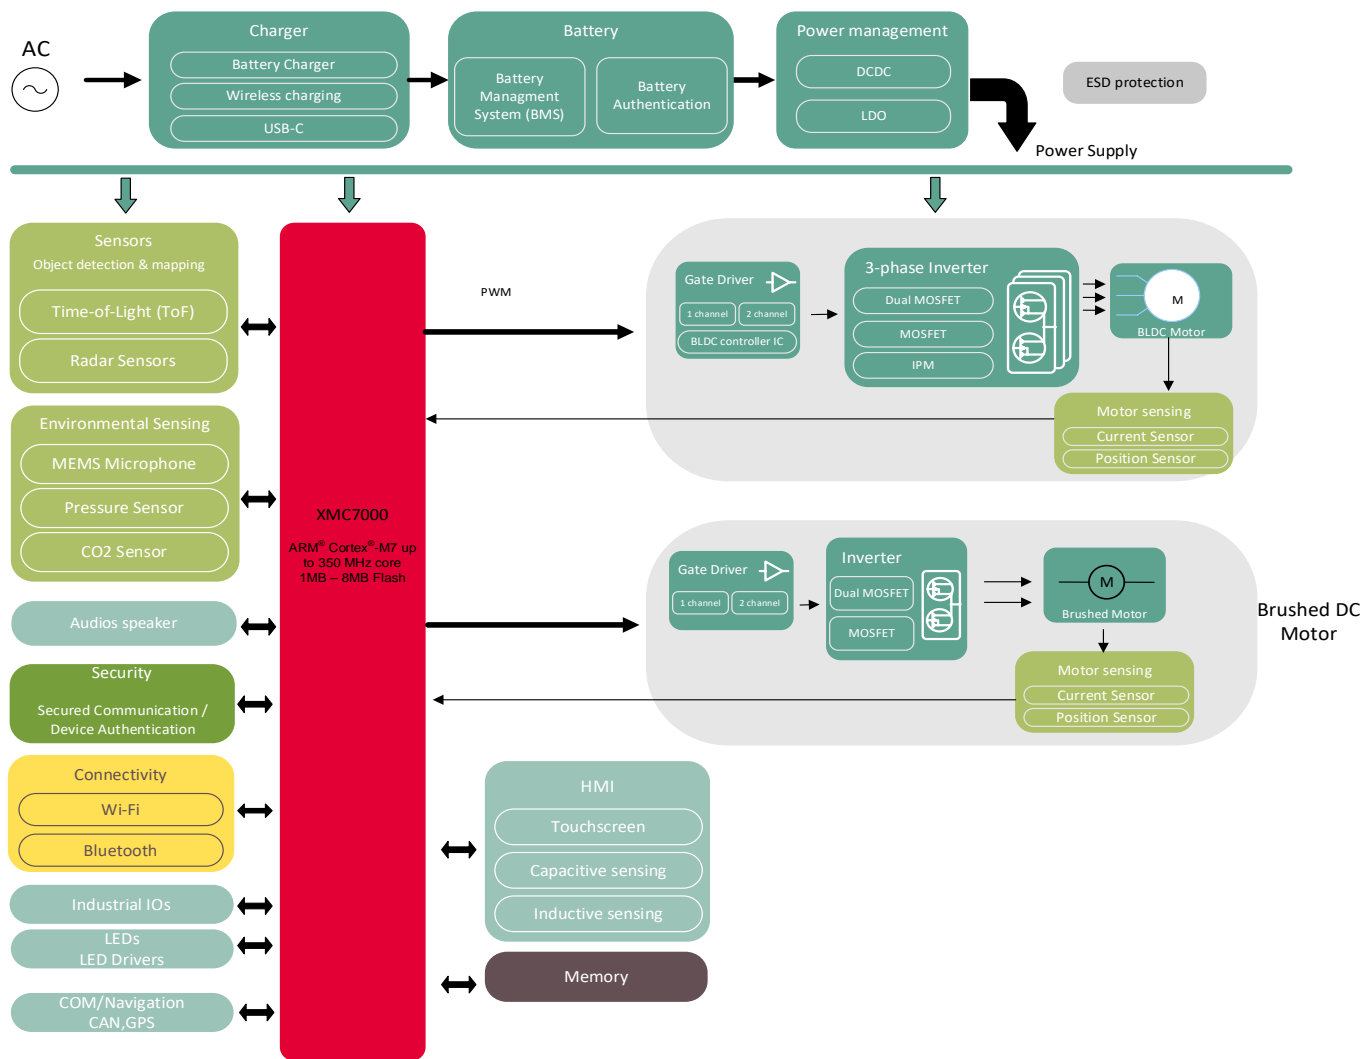 AC
Charger
Battery Charger
Wireless charging
USB-C
Battery
Battery
Managment
System (BMS)
Battery
Authentication
Power management
DCDC
LDO
ESD protection
Power Supply
Sensors
Object detection & mapping
Time-of-Light (ToF)
Radar Sensors
Environmental Sensing
MEMS Microphone
Pressure Sensor
CO2 Sensor
Audios speaker
Security
Secured Communication /
Device Authentication
Connectivity
Wi-Fi
Bluetooth
Industrial IOs
LEDs
LED Drivers
COM/Navigation
CAN,GPS
XMC7000
ARM® Cortex®-M7 up
to 350 MHz core
1MB – 8MB Flash
PWM
Gate Driver
1 channel
2 channel
BLDC controller IC
3-phase Inverter
Dual MOSFET
MOSFET
IPM
M
BLDC Motor
Motor sensing
Current Sensor
Position Sensor
Gate Driver
1 channel
2 channel
Inverter
Dual MOSFET
MOSFET
M
Brushed Motor
Motor sensing
Current Sensor
Position Sensor
Brushed DC
Motor
HMI
Touchscreen
Capacitive sensing
Inductive sensing
Memory